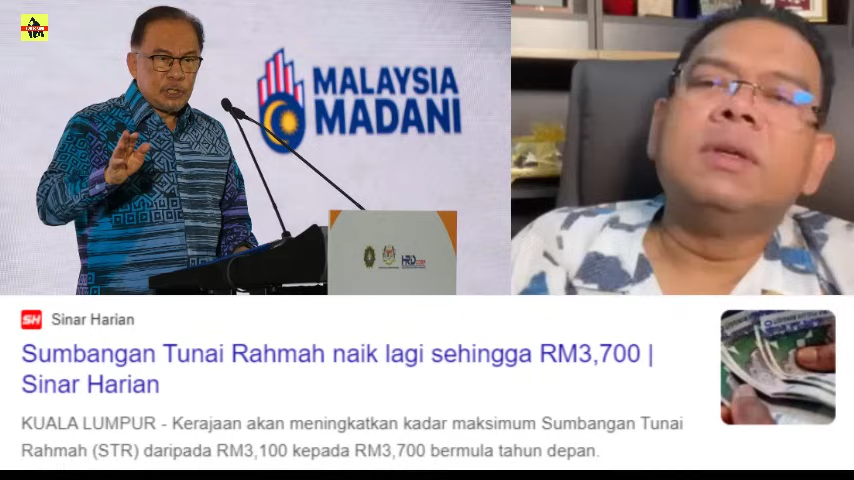 MALAYSIA
MADANI
HRD
SH Sinar Harian
Sumbangan Tunai Rahmah naik lagi sehingga RM3,700 |
Sinar Harian
KUALA LUMPUR - Kerajaan akan meningkatkan kadar maksimum Sumbangan Tunai
Rahmah (STR) daripada RM3,100 kepada RM3,700 bermula tahun depan.